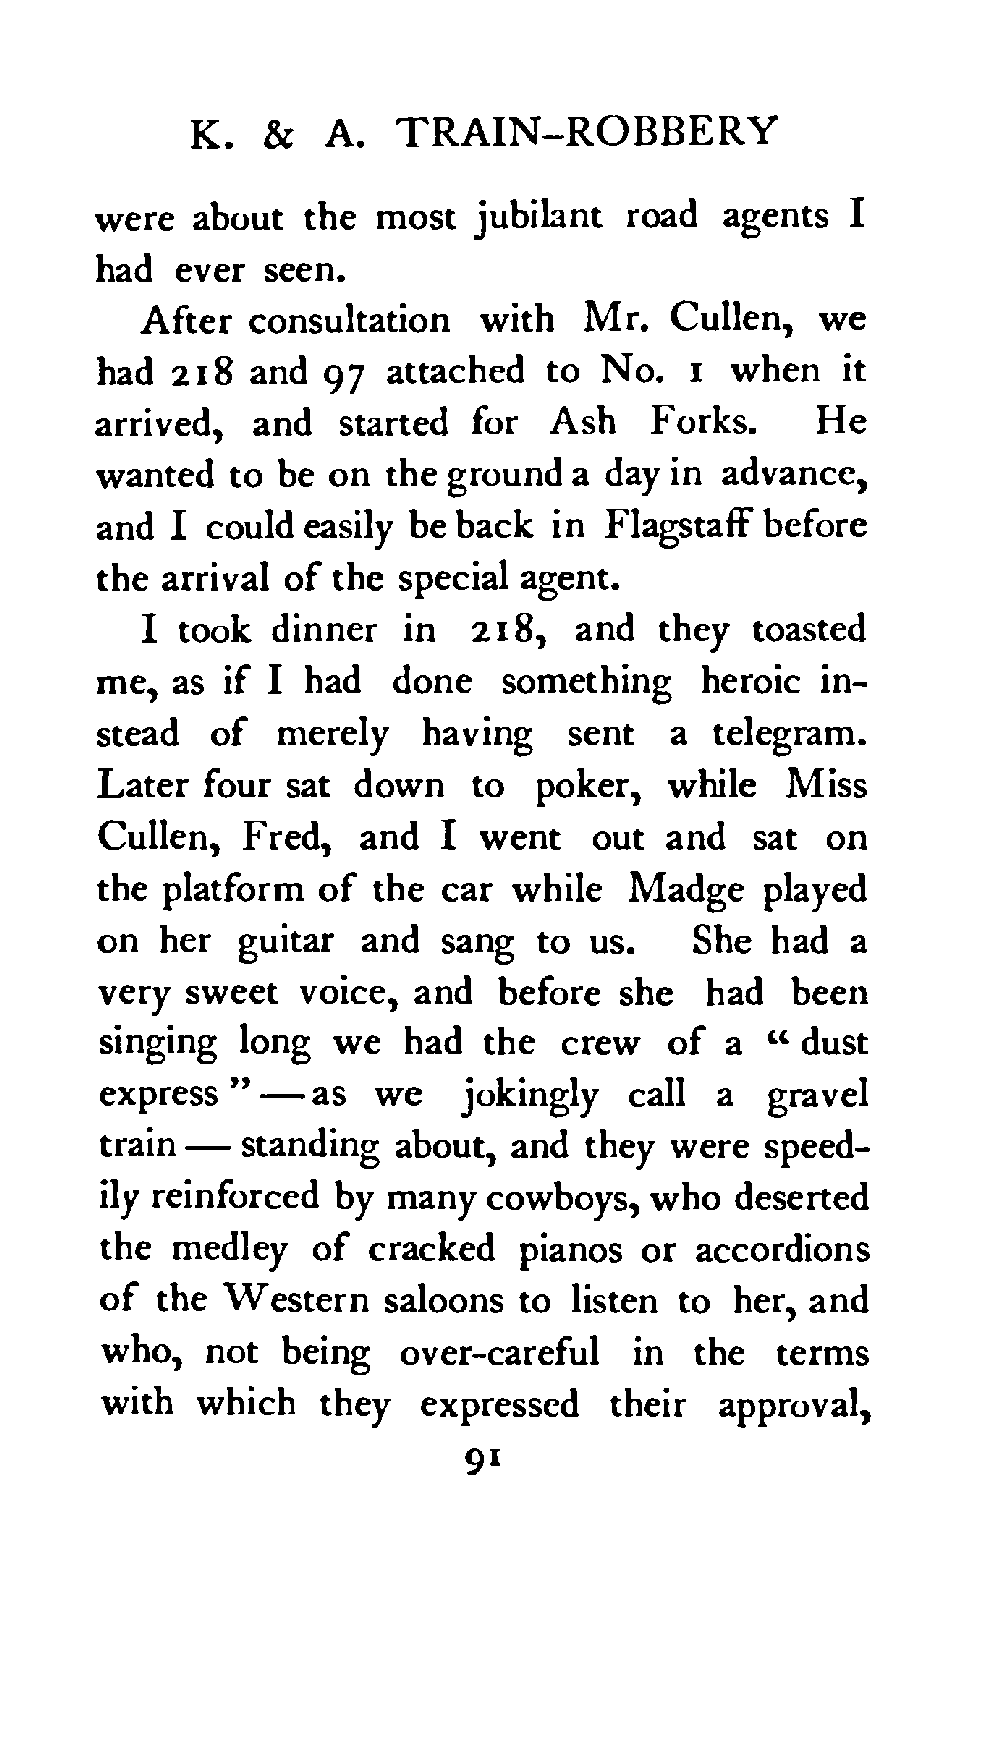 K. & A. TRAIN-ROBBERY
were about the most jubilant road agents I
had ever seen.
After consultation with Mr. Cullen, we
had 218 and 97 attached to No. 1 when it
arrived, and started for Ash Forks. He
wanted to be on the ground a day in advance,
and I could easily be back in Flagstaff before
the arrival of the special agent.
I took dinner in 218, and they toasted
me, as if I had done something heroic in-
stead of merely having sent a telegram.
Later four sat down to poker, while Miss
Cullen, Fred, and I went out and sat on
the platform of the car while Madge played
on her guitar and sang to us. She had a
very sweet voice, and before she had been
singing long we had the crew of a “ dust
express ” — as we jokingly call a gravel
train — standing about, and they were speed-
ily reinforced by many cowboys, who deserted
the medley of cracked pianos or accordions
of the Western saloons to listen to her, and
who, not being over-careful in the terms
with which they expressed their approval,
91